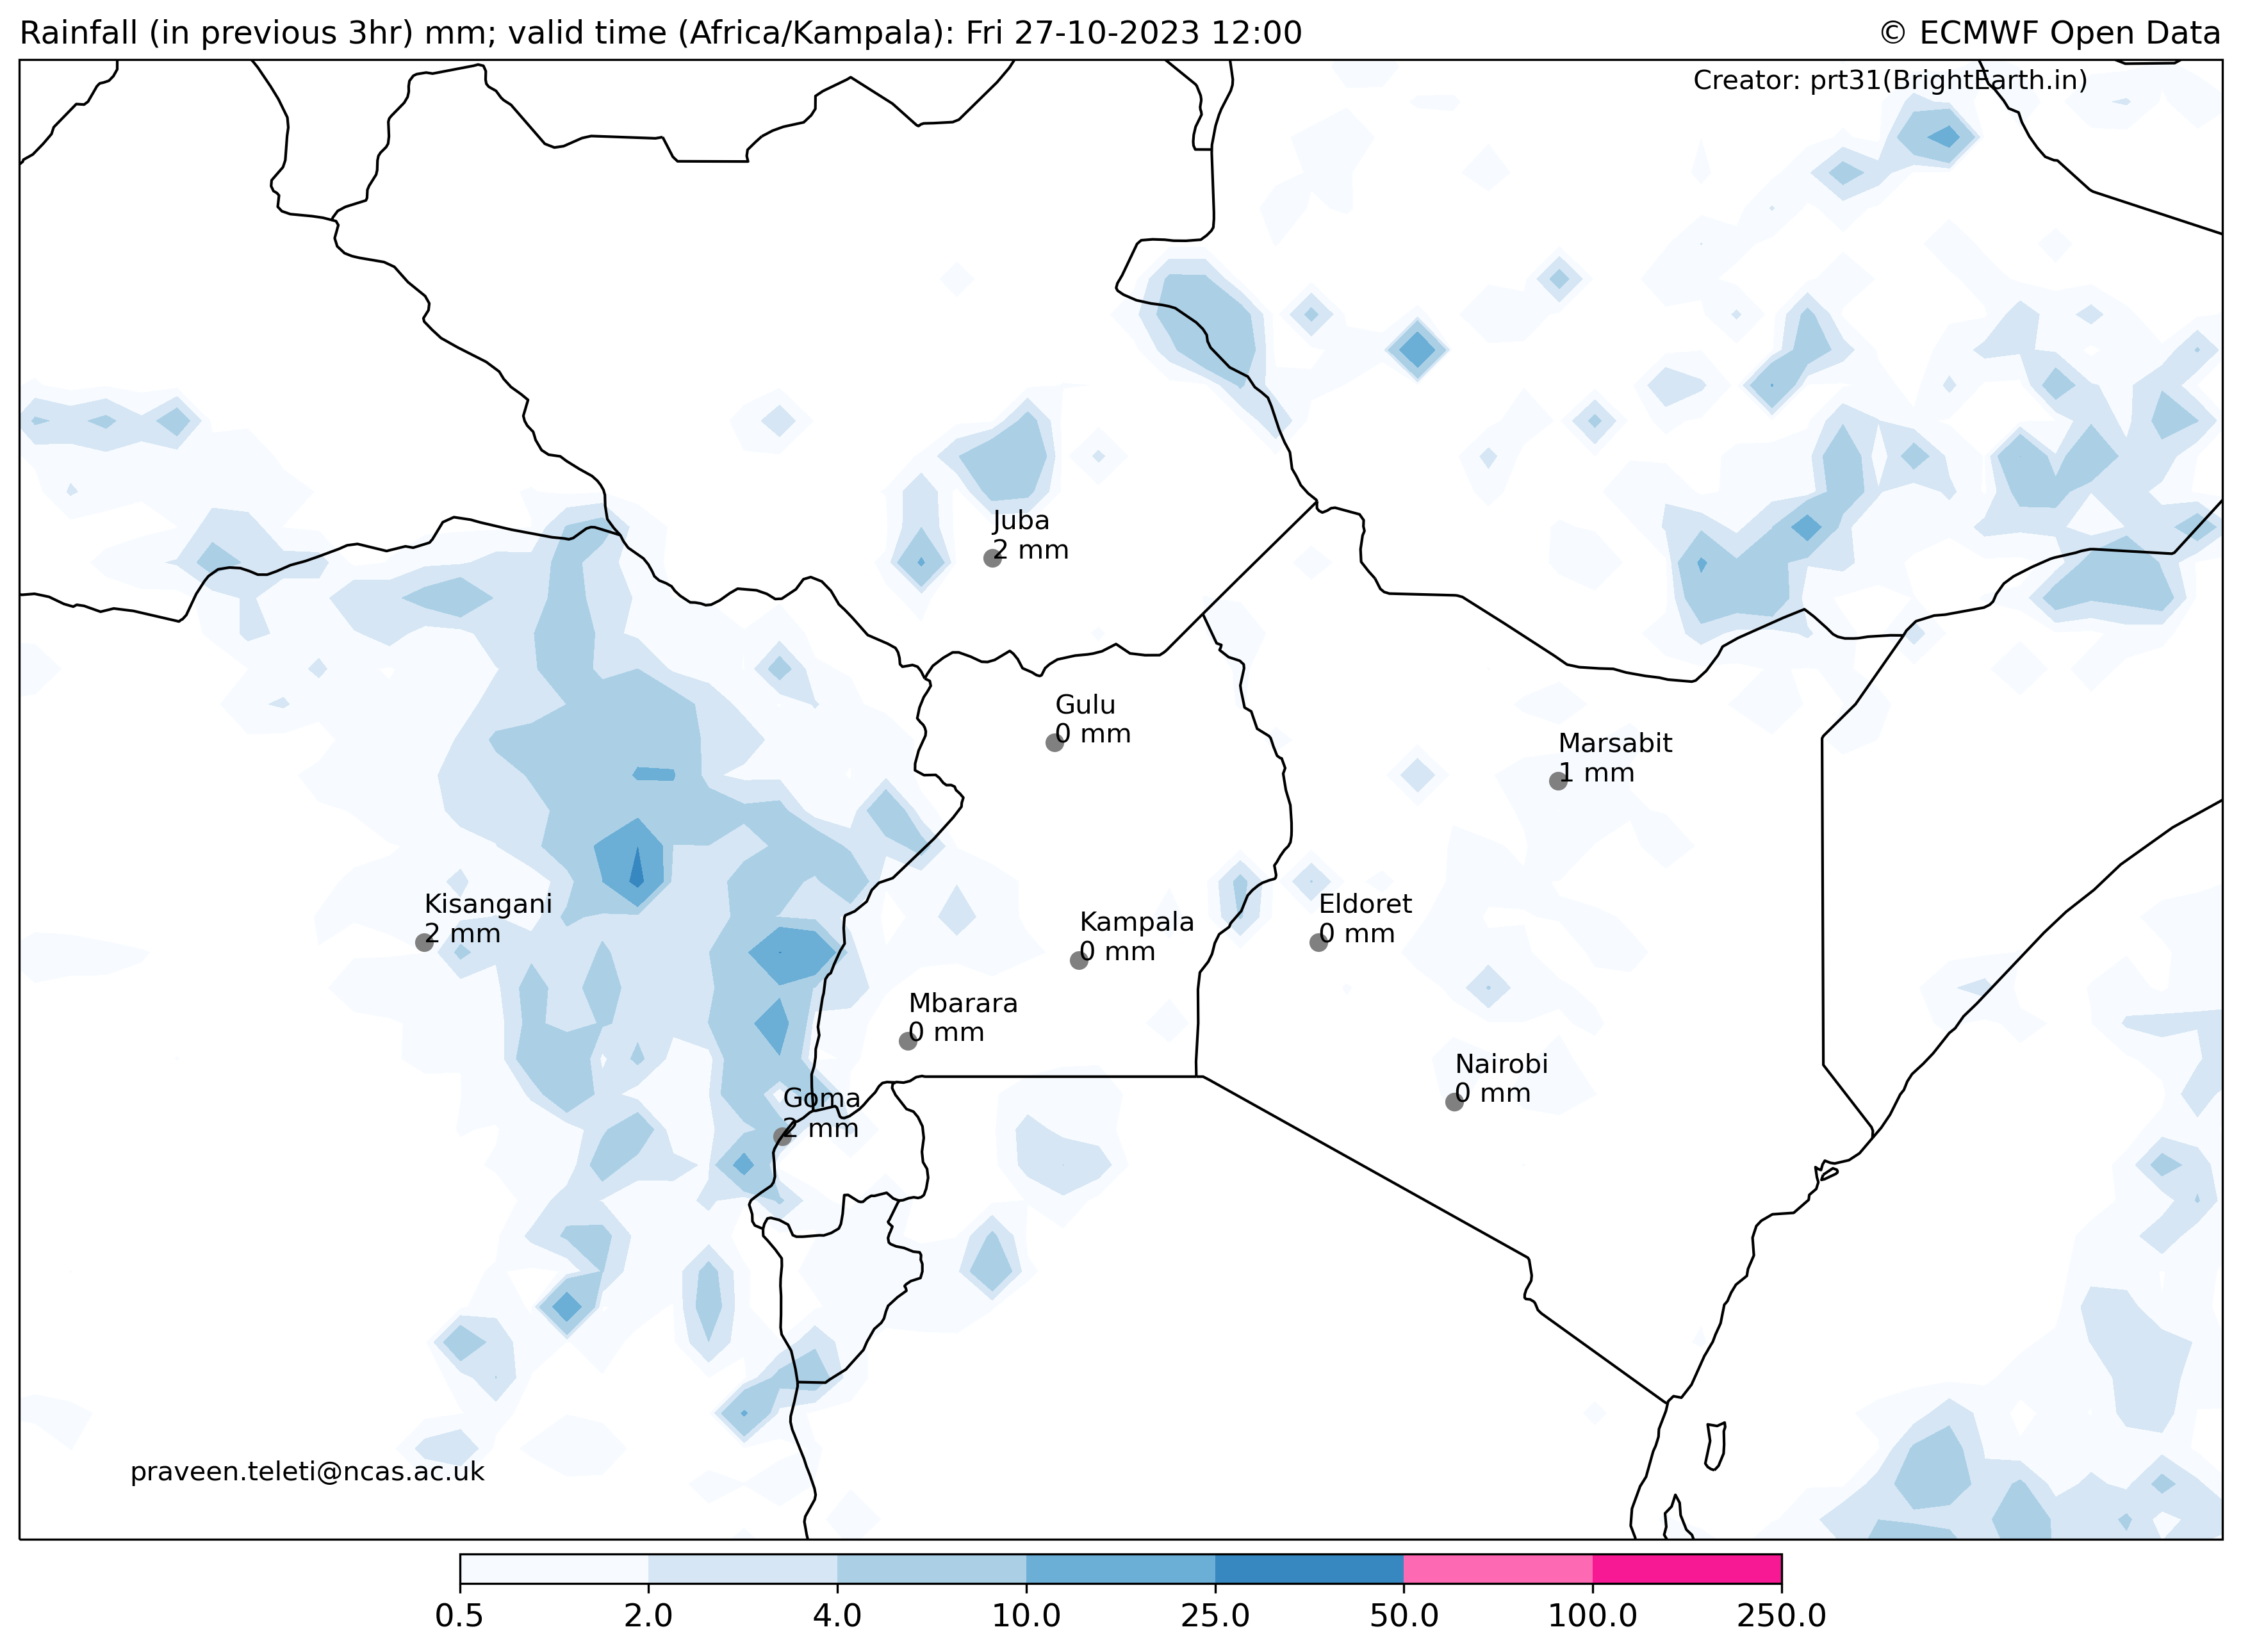 Rainfall (in previous 3hr) mm; valid time (Africa/Kampala): Fri 27-10-2023 12:00
© ECMWF Open Data
Creator: prt31(BrightEarth.in)
Juba
2 mm
Gulu
0 mm
Marsabit
1 mm
Kisangani
2 mm
Kampala
0 mm
Eldoret
0 mm
Mbarara
0 mm
Nairobi
0 mm
Goma
2 mm
praveen.teleti@ncas.ac.uk
0.5 2.0 4.0 10.0 25.0 50.0 100.0 250.0